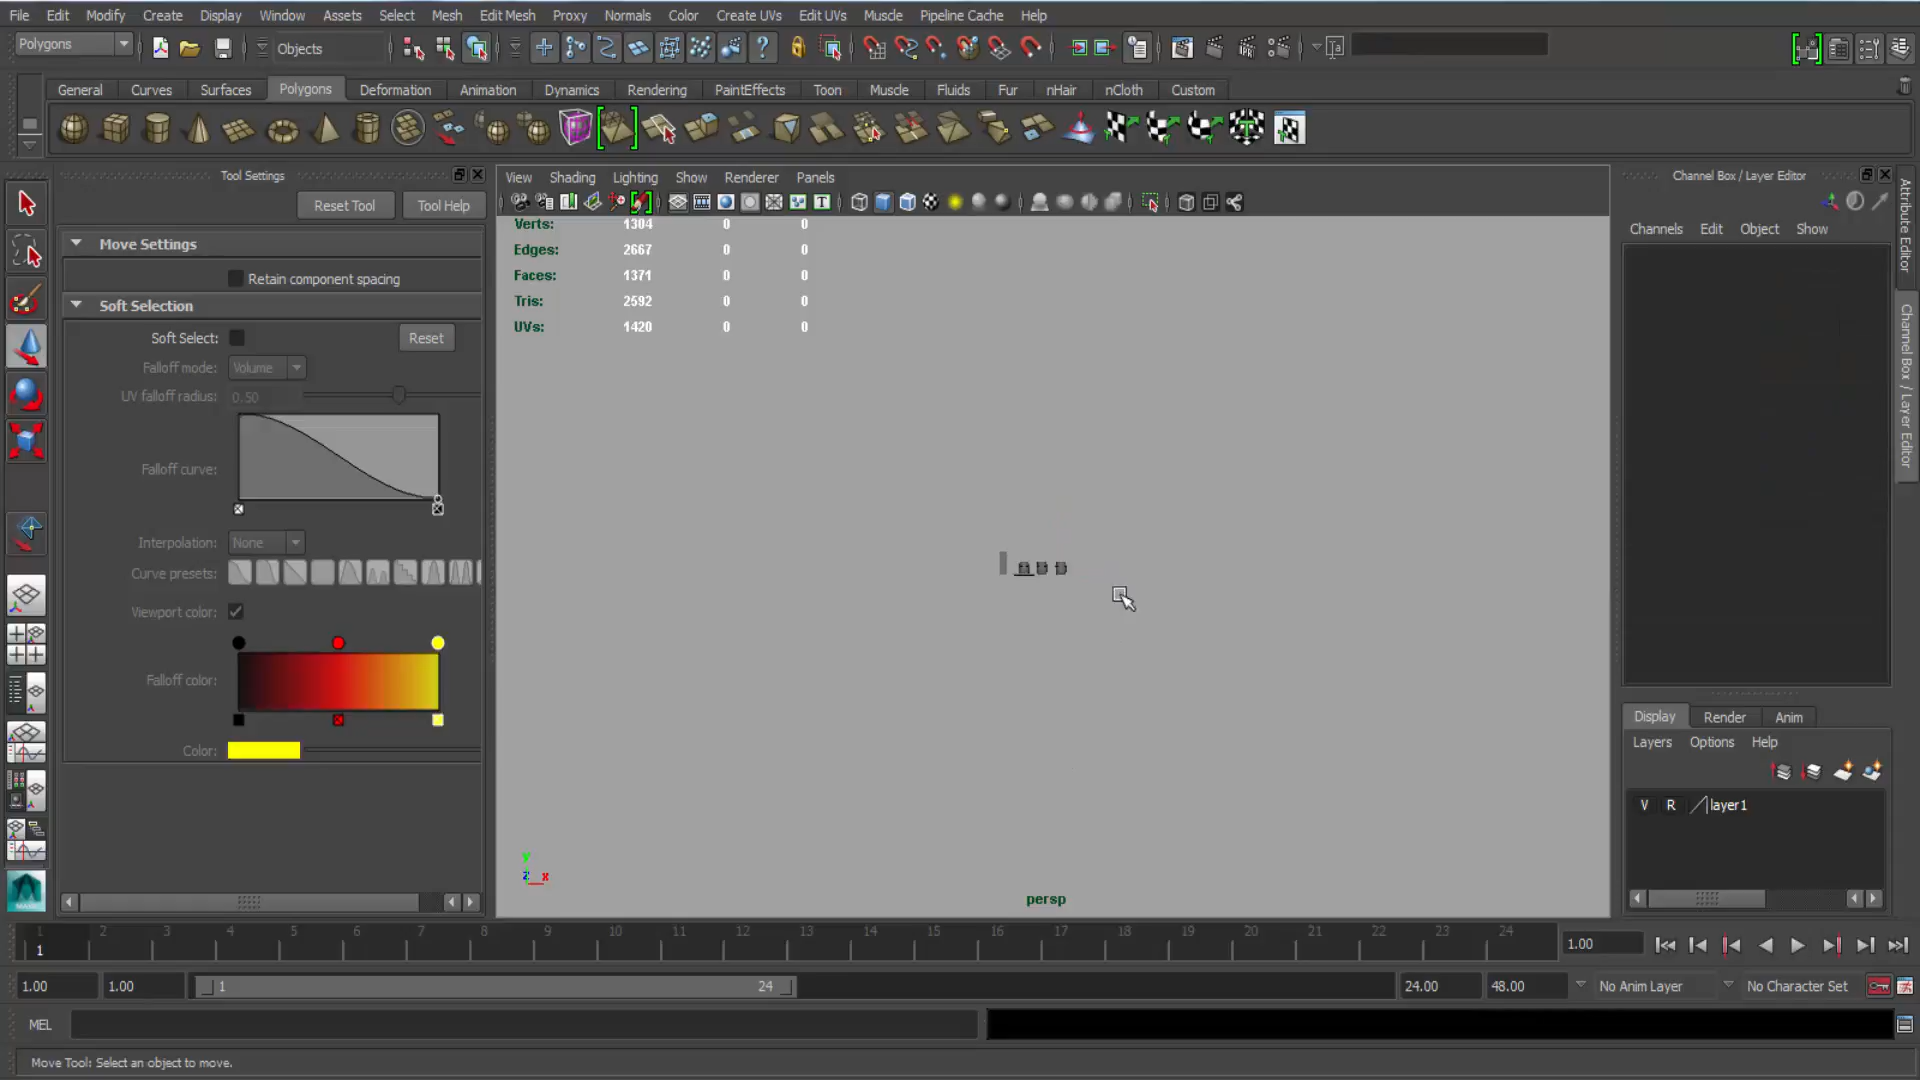 File Edit Modify Create Display Window Assets Select Mesh Edit Mesh Proxy Normals Color Create UVs Edit UVs Muscle Pipeline Cache Help
Polygons Objects
General Curves Surfaces Polygons Deformation Animation Dynamics Rendering PaintEffects Toon Muscle Fluids Fur nHair nCloth Custom
Tool Settings
Reset Tool Tool Help
Move Settings
Retain component spacing
Soft Selection
Soft Select: Reset
Falloff mode: Volume
UV falloff radius: 0.50
Falloff curve:
Interpolation: None
Curve presets:
Viewport color:
Falloff color:
Color:
View Shading Lighting Show Renderer Panels
Verts: 1304 0 0
Edges: 2667 0 0
Faces: 1371 0 0
Tris: 2592 0 0
UVs: 1420 0 0
persp
Channel Box / Layer Editor
Channels Edit Object Show
Attribute Editor
Channel Box / Layer Editor
Display Render Anim
Layers Options Help
V R layer1
1 2 3 4 5 6 7 8 9 10 11 12 13 14 15 16 17 18 19 20 21 22 23 24
1 1.00
1.00 1.00 1 24 24.00 48.00 No Anim Layer No Character Set
MEL
Move Tool: Select an object to move.